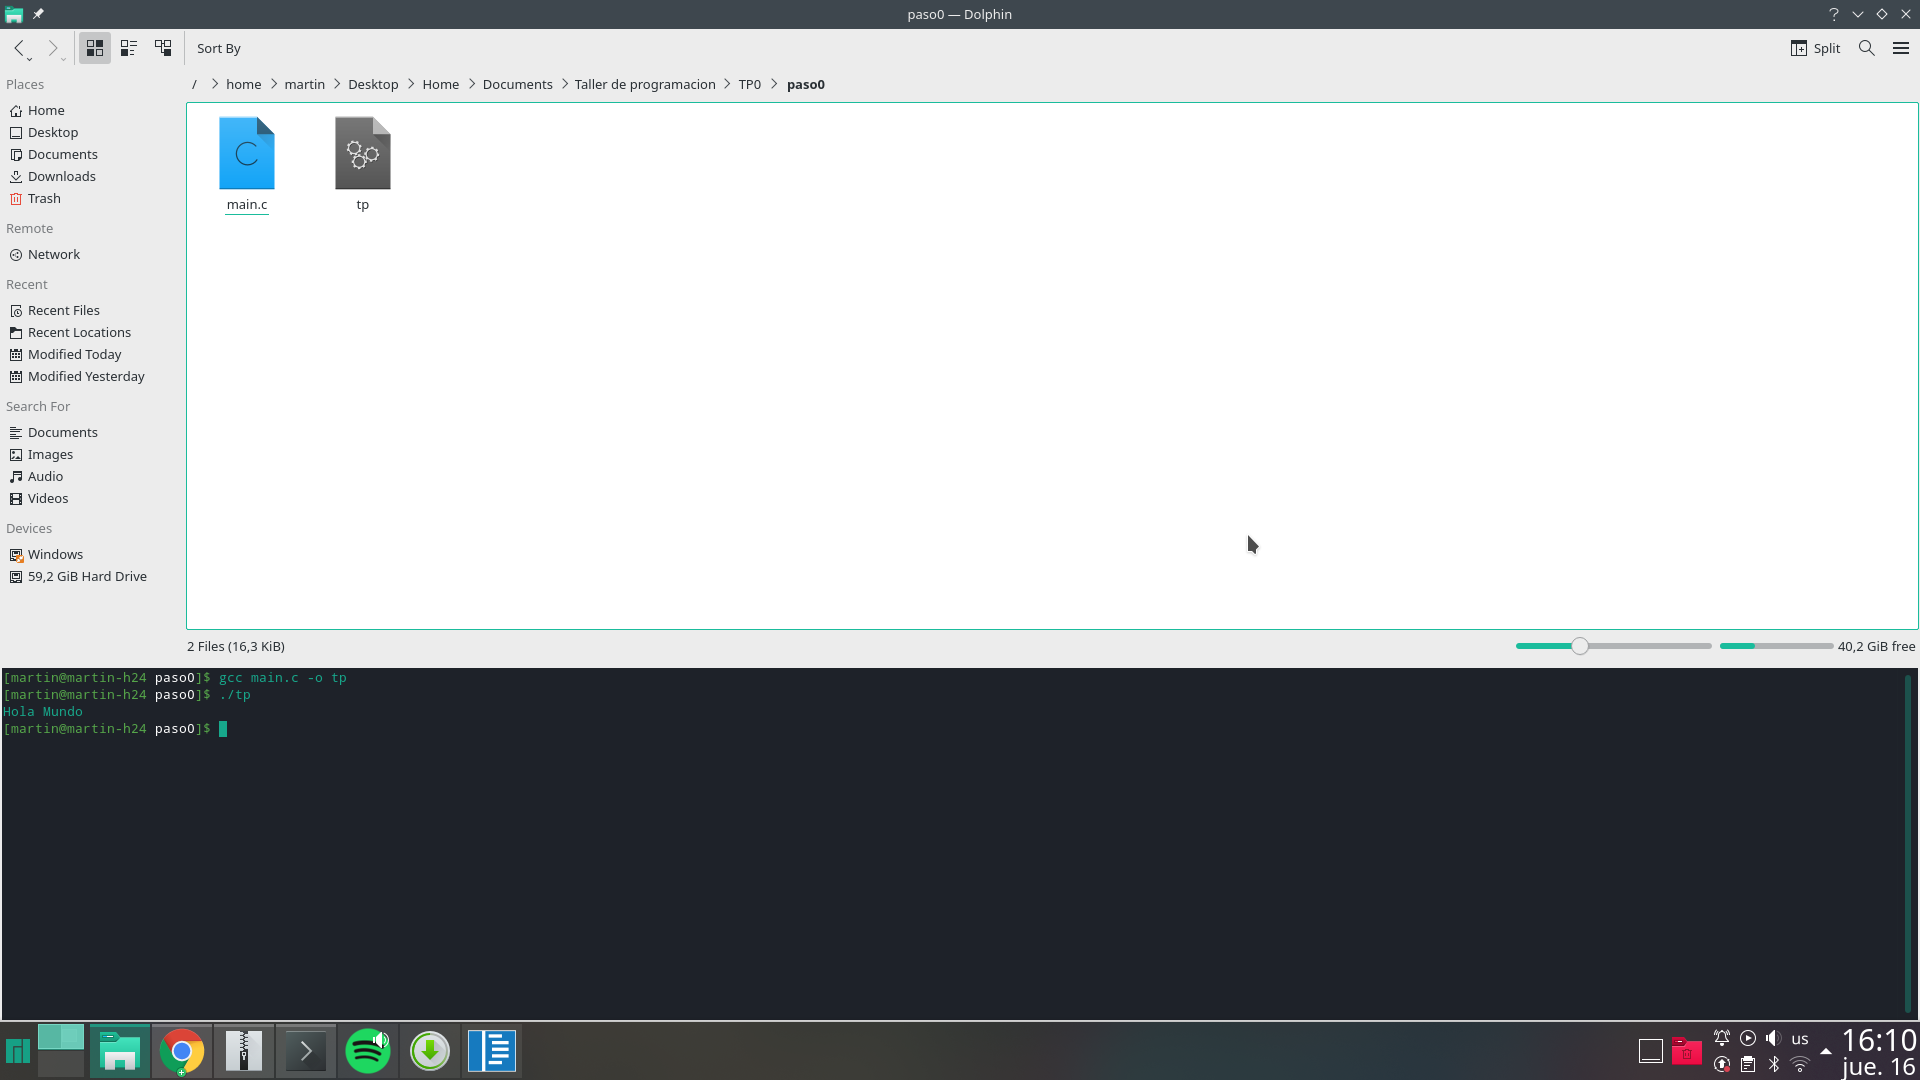 paso0 — Dolphin
Sort By
Split
Places
/ > home > martin > Desktop > Home > Documents > Taller de programacion > TP0 > paso0
Home
Desktop
Documents
Downloads
Trash
Remote
Network
Recent
Recent Files
Recent Locations
Modified Today
Modified Yesterday
Search For
Documents
Images
Audio
Videos
Devices
Windows
59,2 GiB Hard Drive
C
main.c
tp
2 Files (16,3 KiB)
40,2 GiB free
[martin@martin-h24 paso0]$ gcc main.c -o tp
[martin@martin-h24 paso0]$ ./tp
Hola Mundo
[martin@martin-h24 paso0]$
us
16:10
jue. 16